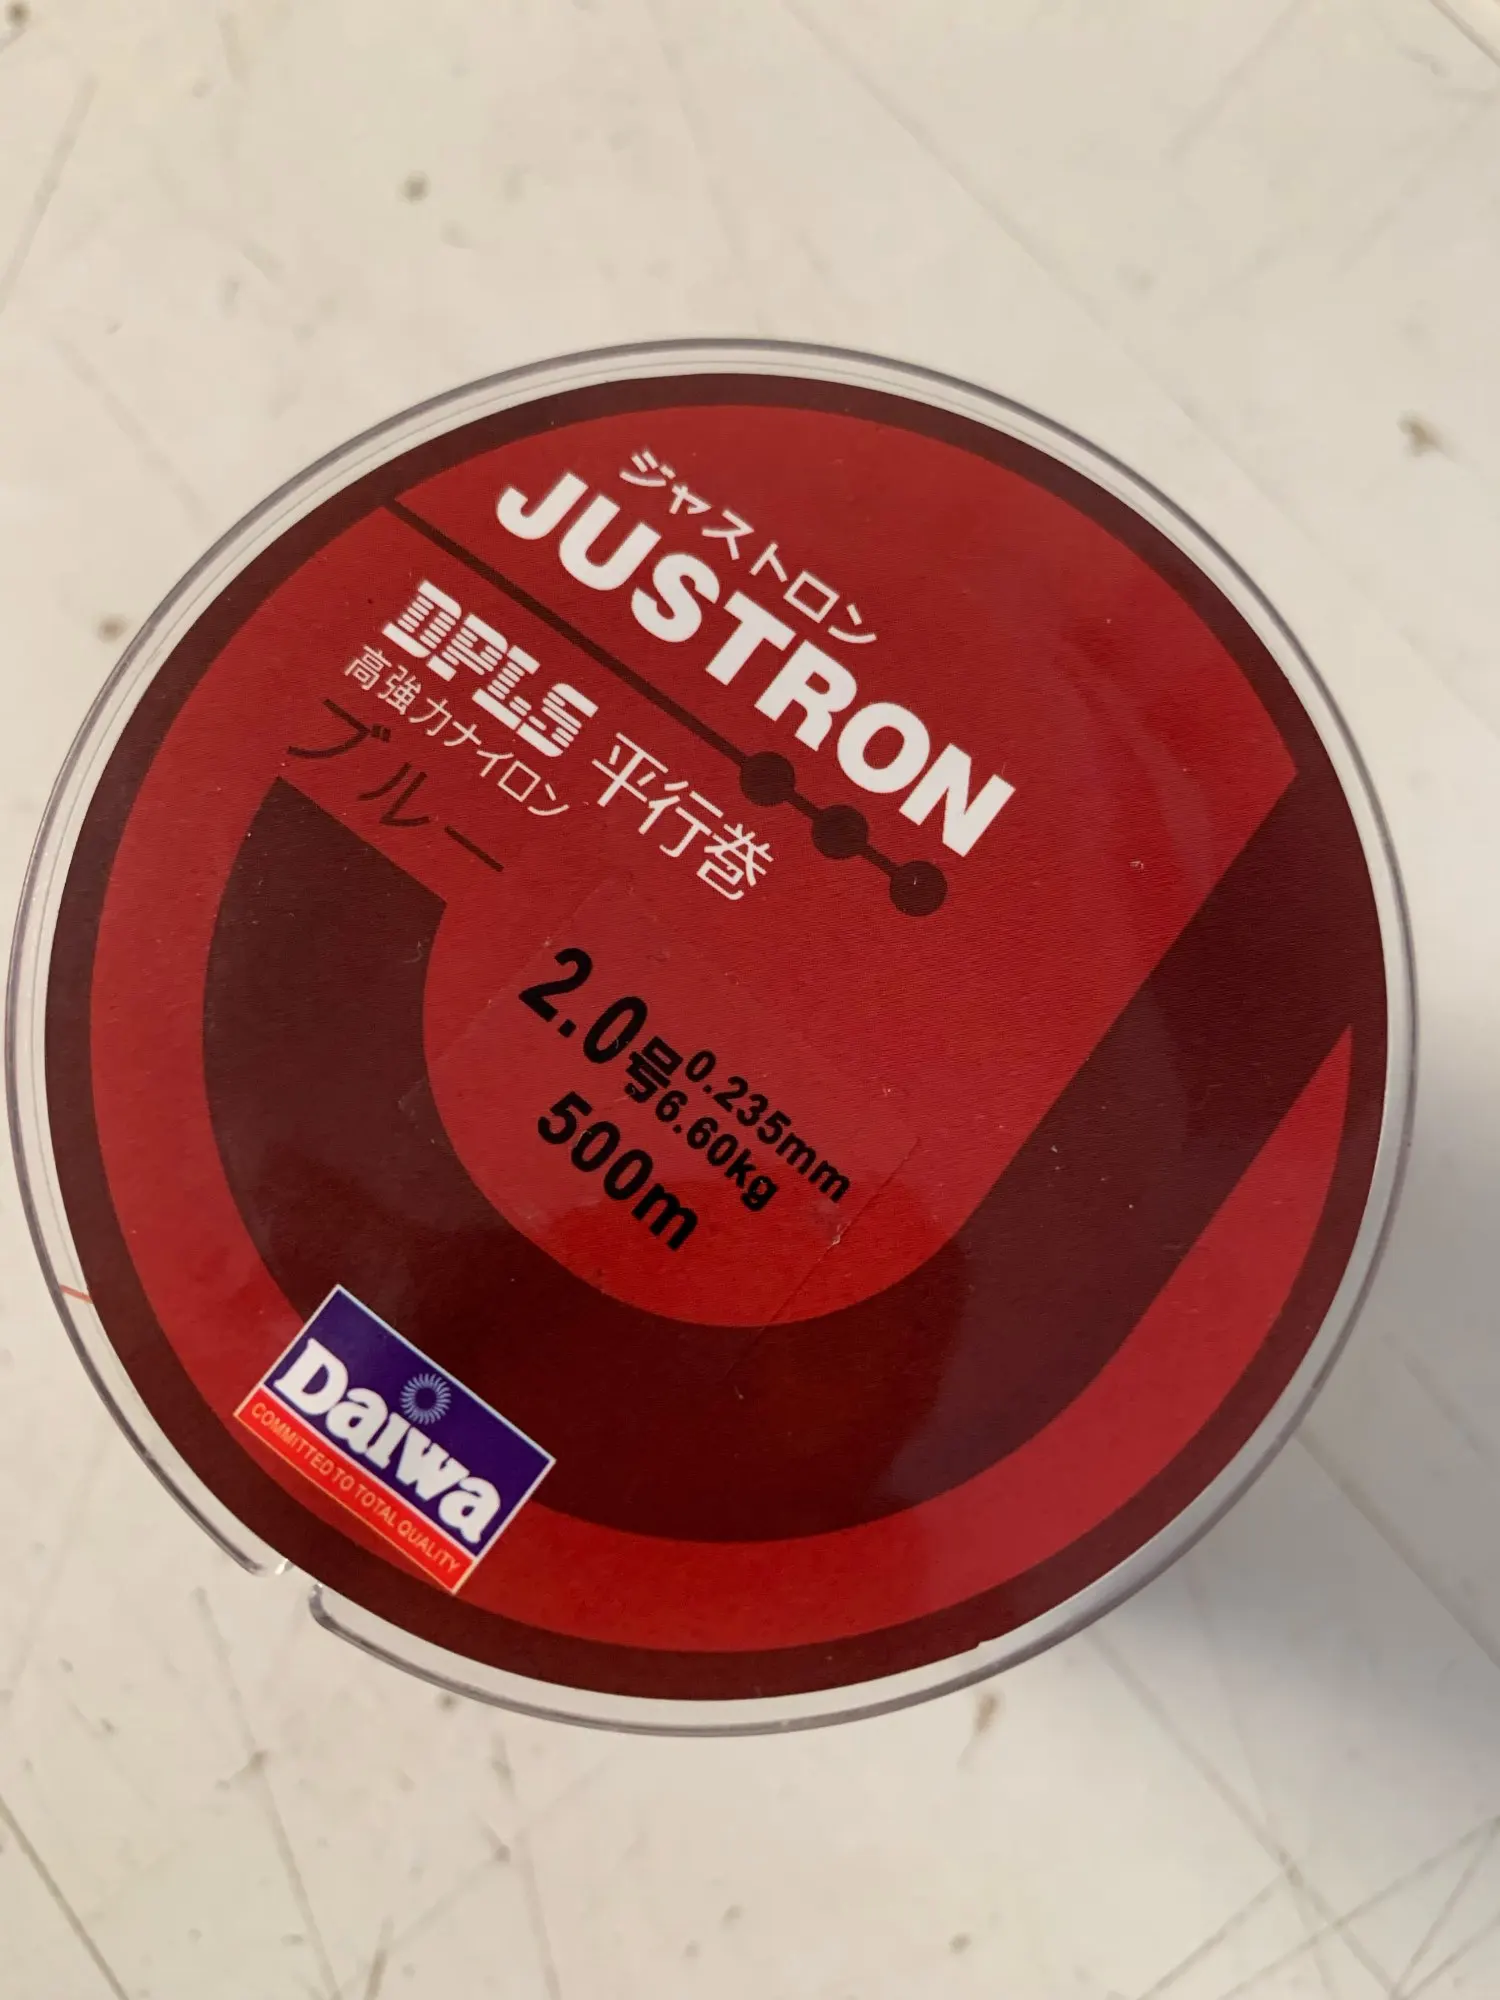 ジャストロン
JUSTRON
DPLS 平行巻
高強力ナイロン
ブルー
2.0号 0.235mm
6.60kg
500m
Daiwa
COMMITTED TO TOTAL QUALITY